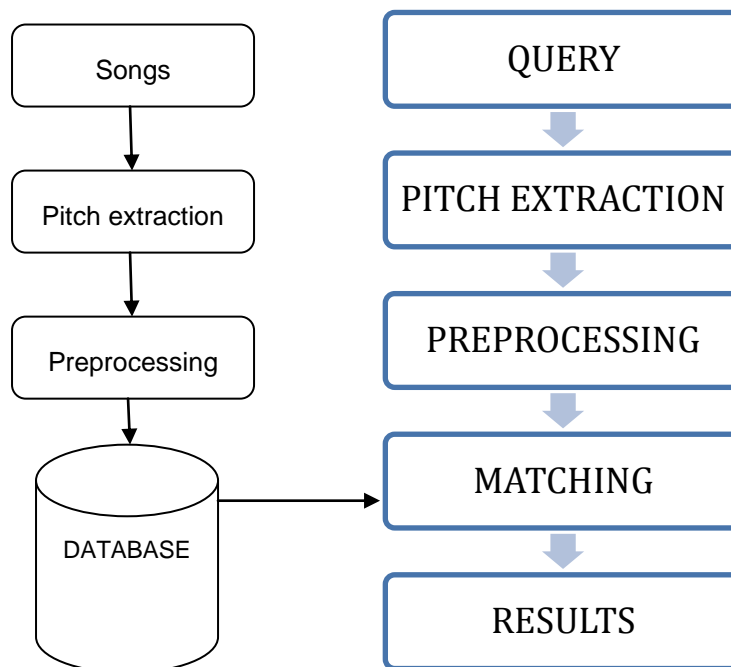 Songs
Pitch extraction
Preprocessing
DATABASE
QUERY
PITCH EXTRACTION
PREPROCESSING
MATCHING
RESULTS